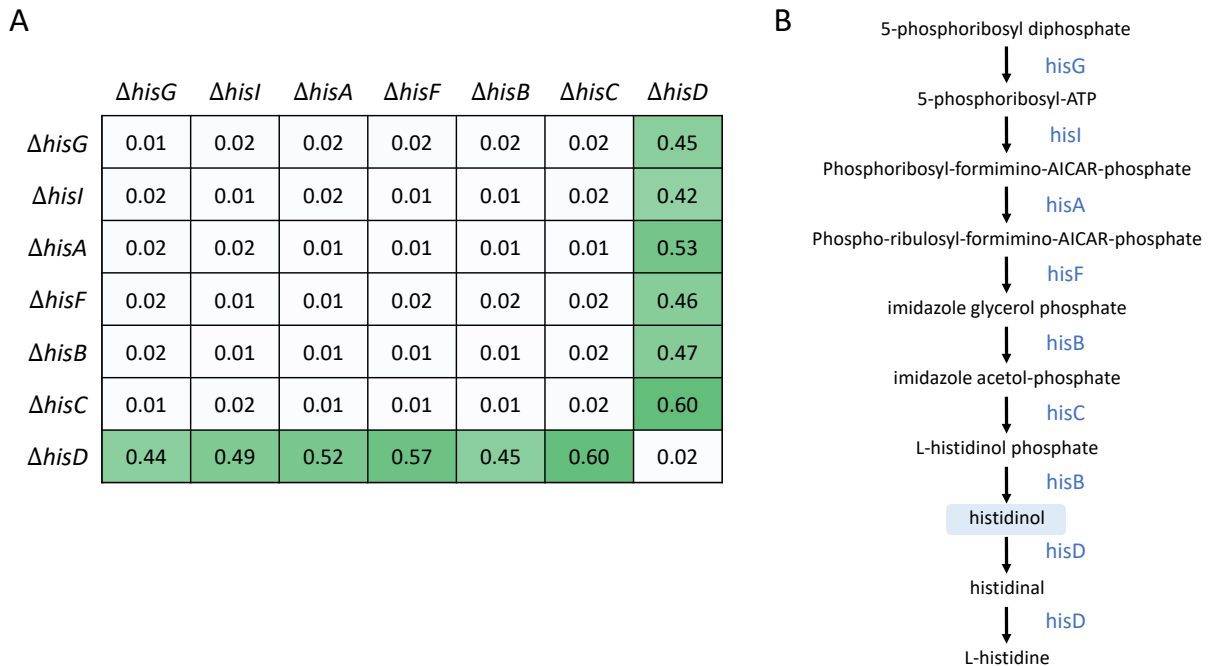 A
ΔhisG ΔhisI ΔhisA ΔhisF ΔhisB ΔhisC ΔhisD
ΔhisG 0.01 0.02 0.02 0.02 0.02 0.02 0.45
ΔhisI 0.02 0.01 0.02 0.01 0.01 0.02 0.42
ΔhisA 0.02 0.02 0.01 0.01 0.01 0.01 0.53
ΔhisF 0.02 0.01 0.01 0.02 0.02 0.02 0.46
ΔhisB 0.02 0.01 0.01 0.01 0.01 0.02 0.47
ΔhisC 0.01 0.02 0.01 0.01 0.01 0.02 0.60
ΔhisD 0.44 0.49 0.52 0.57 0.45 0.60 0.02
B
5-phosphoribosyl diphosphate
hisG
5-phosphoribosyl-ATP
hisI
Phosphoribosyl-formimino-AICAR-phosphate
hisA
Phospho-ribulosyl-formimino-AICAR-phosphate
hisF
imidazole glycerol phosphate
hisB
imidazole acetol-phosphate
hisC
L-histidinol phosphate
hisB
histidinol
hisD
histidinal
hisD
L-histidine